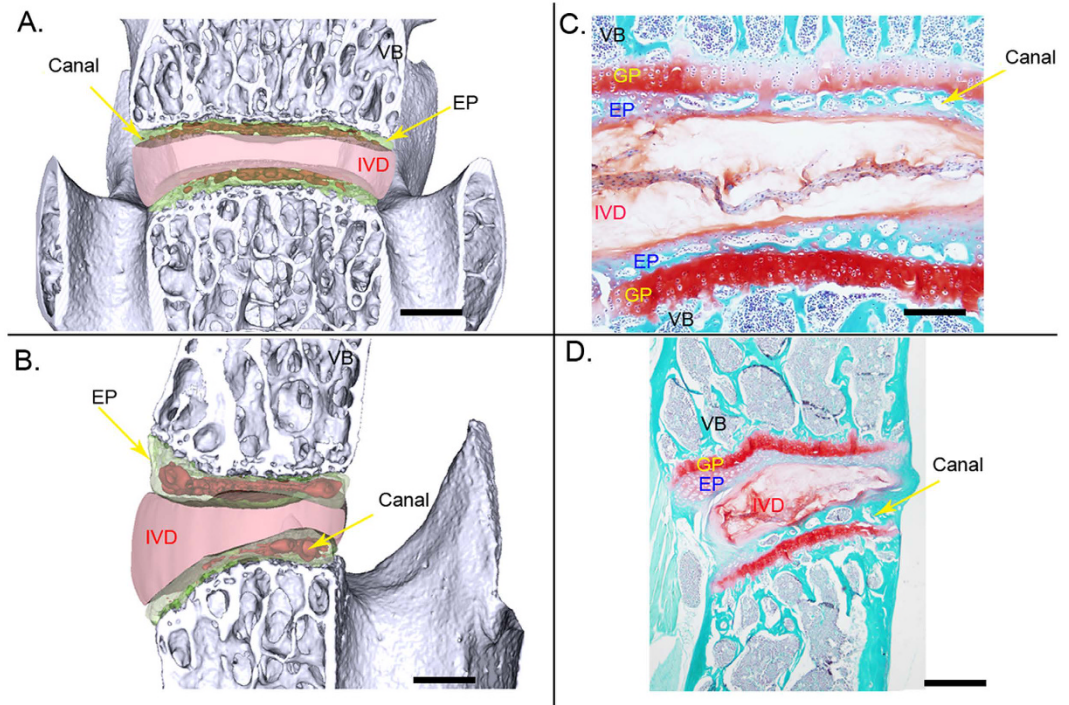 A.
VB
Canal
EP
IVD
B.
VB
EP
Canal
IVD
C.
VB
GP
Canal
EP
IVD
EP
GP
VB
D.
VB
GP
EP
Canal
IVD